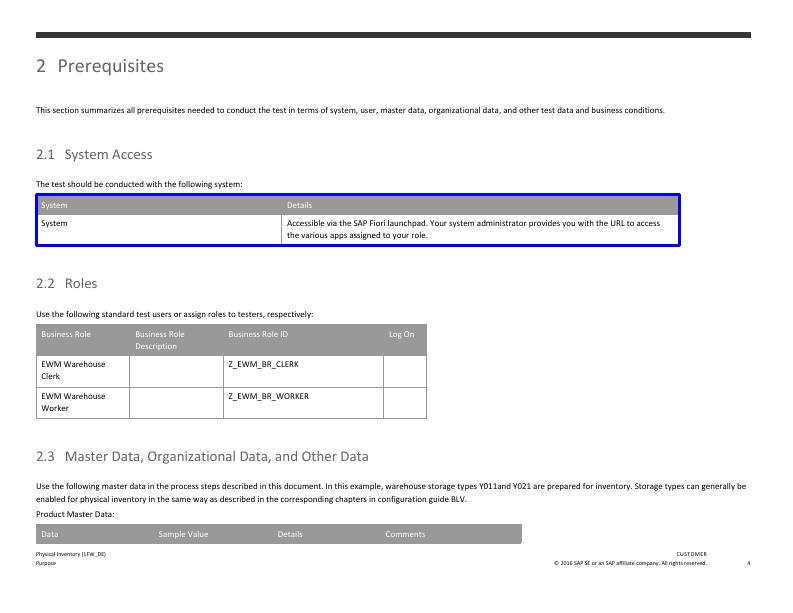 2 Prerequisites
This section summarizes all prerequisites needed to conduct the test in terms of system, user, master data, organizational data, and other test data and business conditions.
2.1 System Access
The test should be conducted with the following system:
System Details
System Accessible via the SAP Fiori launchpad. Your system administrator provides you with the URL to access
the various apps assigned to your role.
2.2 Roles
Use the following standard test users or assign roles to testers, respectively:
Business Role Business Role Business Role ID Log On
Description
EWM Warehouse Z_EWM_BR_CLERK
Clerk
EWM Warehouse Z_EWM_BR_WORKER
Worker
2.3 Master Data, Organizational Data, and Other Data
Use the following master data in the process steps described in this document. In this example, warehouse storage types Y011and Y021 are prepared for inventory. Storage types can generally be
enabled for physical inventory in the same way as described in the corresponding chapters in configuration guide BLV.
Product Master Data:
Data Sample Value Details Comments
Physical Inventory (1FW_DE) CUSTOMER
Purpose © 2016 SAP SE or an SAP affiliate company. All rights reserved. 4